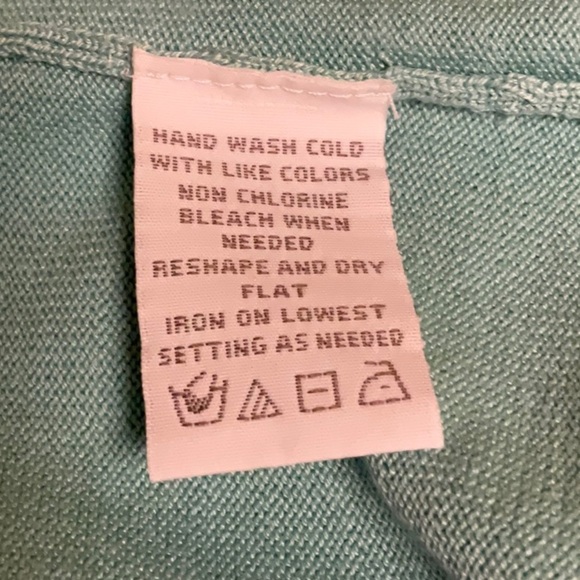 HAND WASH COLD
WITH LIKE COLORS
NON CHLORINE
BLEACH WHEN
NEEDED
RESHAPE AND DRY
FLAT
IRON ON LOWEST
SETTING AS NEEDED